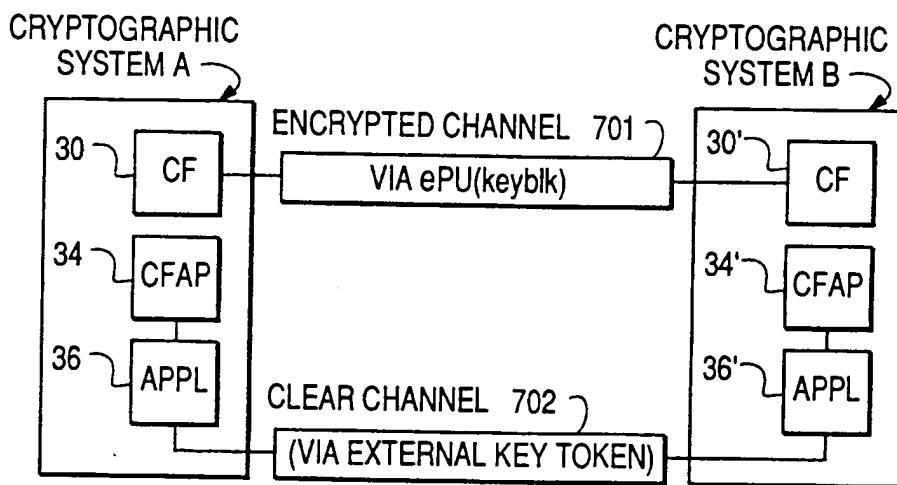 CRYPTOGRAPHIC
SYSTEM A
CRYPTOGRAPHIC
SYSTEM B
ENCRYPTED CHANNEL 701
VIA ePU(keyblk)
30
CF
30'
CF
34
CFAP
34'
CFAP
36
APPL
36'
APPL
CLEAR CHANNEL 702
(VIA EXTERNAL KEY TOKEN)